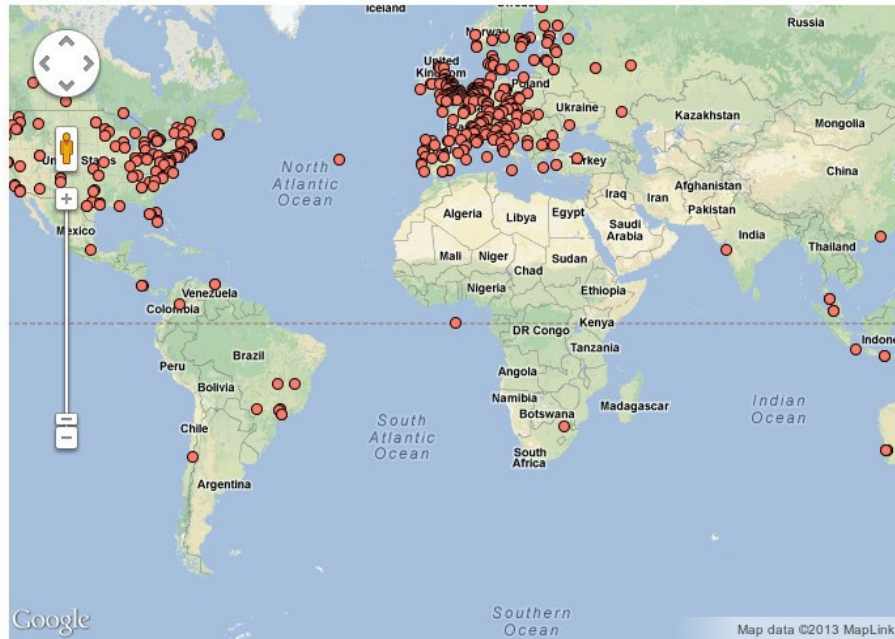 Iceland
Norway
Russia
United
Kingdom
Poland
Ukraine
Kazakhstan
Mongolia
United States
North
Atlantic
Ocean
Turkey
China
Afghanistan
Iraq
Iran
Pakistan
Algeria
Libya
Egypt
Saudi
Arabia
India
Mexico
Mali
Niger
Chad
Sudan
Thailand
Nigeria
Ethiopia
Venezuela
Colombia
DR Congo
Kenya
Indone
Tanzania
Peru
Brazil
Bolivia
Angola
Namibia
Botswana
Madagascar
Indian
Ocean
South
Atlantic
Ocean
Chile
South
Africa
Argentina
Southern
Ocean
Google
Map data ©2013 MapLink